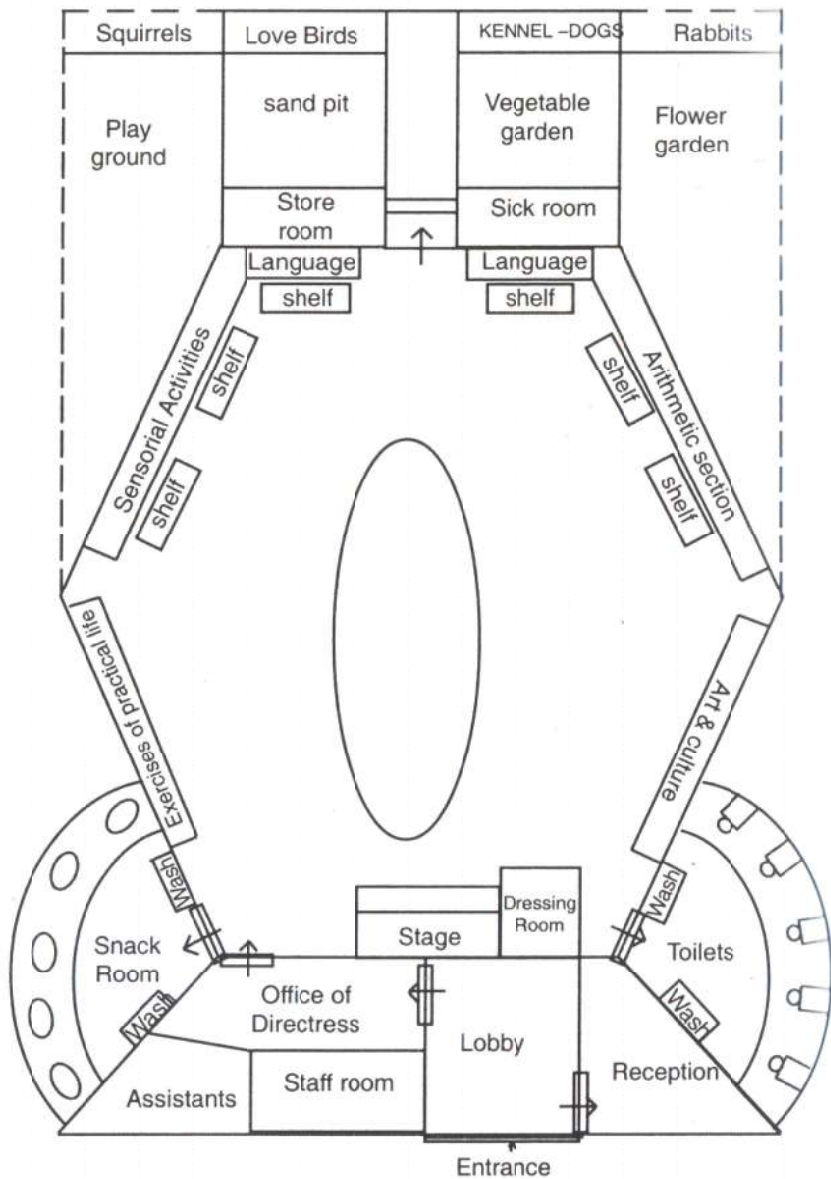 Squirrels
Love Birds
KENNEL –DOGS
Rabbits
Play
ground
sand pit
Vegetable
garden
Flower
garden
Store
room
Sick room
Language
Language
shelf
shelf
Sensorial Activities
shelf
shelf
Arithmetic section
shelf
shelf
Exercises of practical life
Art & culture
Wash
Wash
Snack
Room
Stage
Dressing
Room
Toilets
Wash
Wash
Office of
Directress
Lobby
Reception
Assistants
Staff room
Entrance